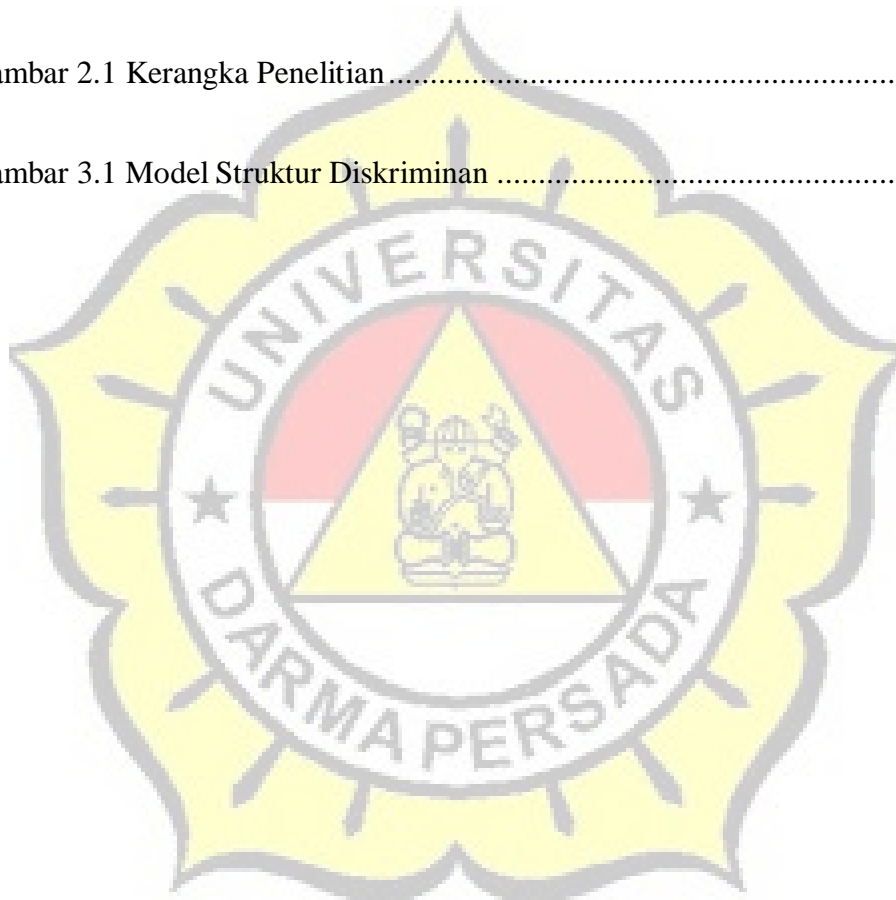 ambar 2.1 Kerangka Penelitian ..............................................................
ambar 3.1 Model Struktur Diskriminan .................................................
UNIVERSITAS
DARMA PERSADA